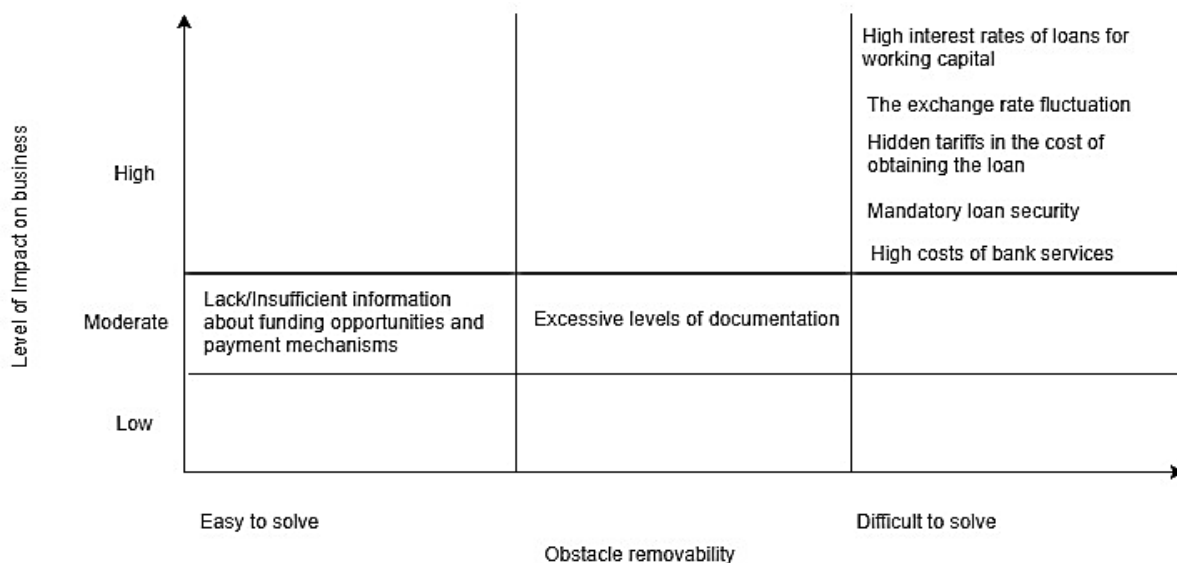 Level of Impact on business
High
Moderate
Low
High interest rates of loans for
working capital
The exchange rate fluctuation
Hidden tariffs in the cost of
obtaining the loan
Mandatory loan security
High costs of bank services
Lack/Insufficient information
about funding opportunities and
payment mechanisms
Excessive levels of documentation
Easy to solve
Difficult to solve
Obstacle removability